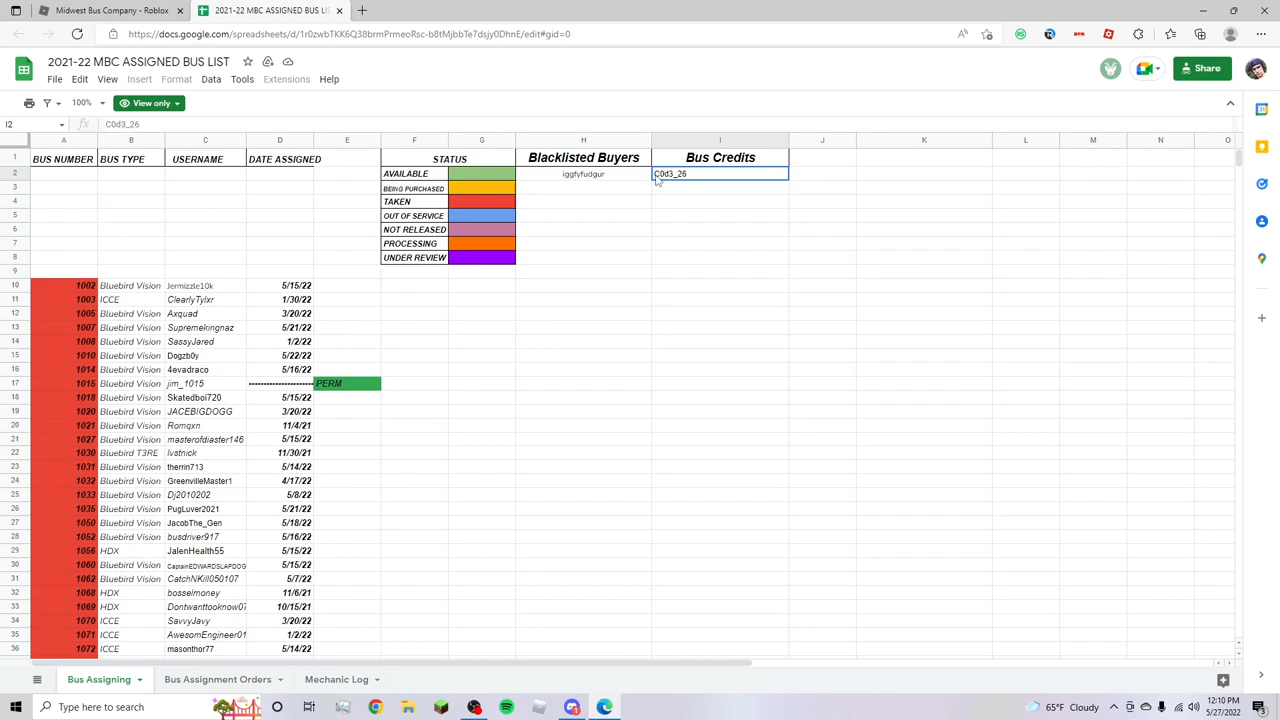 Midwest Bus Company - Roblox
2021-22 MBC ASSIGNED BUS LIS
https://docs.google.com/spreadsheets/d/1r0zwbTKK6Q38brmPrmeoRsc-b8tMjbbTe7dsjy0DhnE/edit#gid=0
2021-22 MBC ASSIGNED BUS LIST
File Edit View Insert Format Data Tools Extensions Help
Share
100% View only
I2 C0d3_26
A B C D E F G H I J K L M N O
1 BUS NUMBER BUS TYPE USERNAME DATE ASSIGNED STATUS Blacklisted Buyers Bus Credits
2 AVAILABLE iggfyfudgur C0d3_26
3 BEING PURCHASED
4 TAKEN
5 OUT OF SERVICE
6 NOT RELEASED
7 PROCESSING
8 UNDER REVIEW
9
10 1002 Bluebird Vision Jermizzle10k 5/15/22
11 1003 ICCE ClearlyTylxr 1/30/22
12 1005 Bluebird Vision Axquad 3/20/22
13 1007 Bluebird Vision Supremekingnaz 5/21/22
14 1008 Bluebird Vision SassyJared 1/2/22
15 1010 Bluebird Vision Dogzb0y 5/22/22
16 1014 Bluebird Vision 4evadraco 5/16/22
17 1015 Bluebird Vision jim_1015 ---------------------- PERM
18 1018 Bluebird Vision Skatedboi720 5/15/22
19 1020 Bluebird Vision JACEBIGDOGG 3/20/22
20 1021 Bluebird Vision Romqxn 11/4/21
21 1027 Bluebird Vision masterofdiaster146 5/15/22
22 1030 Bluebird T3RE lvstnick 11/30/21
23 1031 Bluebird Vision therrin713 5/14/22
24 1032 Bluebird Vision GreenvilleMaster1 4/17/22
25 1033 Bluebird Vision Dj2010202 5/8/22
26 1035 Bluebird Vision PugLuver2021 5/21/22
27 1050 Bluebird Vision JacobThe_Gen 5/18/22
28 1052 Bluebird Vision busdriver917 5/16/22
29 1056 HDX JalenHealth55 5/15/22
30 1060 Bluebird Vision CaptainEDWARDSLAPDOG 5/15/22
31 1062 Bluebird Vision CatchNKill050107 5/7/22
32 1068 HDX bosselmoney 11/6/21
33 1069 HDX Dontwanttooknow07 10/15/21
34 1070 ICCE SavvyJavy 3/20/22
35 1071 ICCE AwesomEngineer01 1/2/22
36 1072 ICCE masonthor77 5/14/22
Bus Assigning Bus Assignment Orders Mechanic Log
Type here to search
65°F Cloudy
12:10 PM
5/27/2022